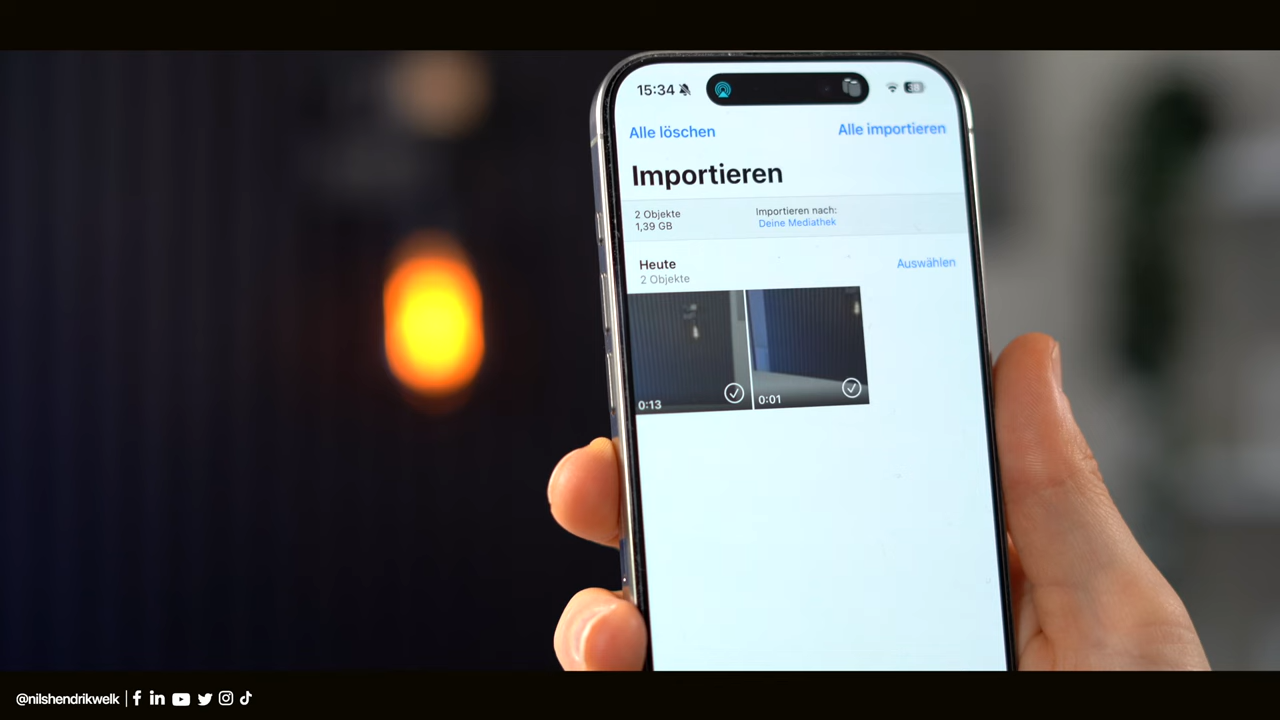 15:34
38
Alle löschen
Alle importieren
Importieren
2 Objekte
1,39 GB
Importieren nach:
Deine Mediathek
Heute
2 Objekte
Auswählen
0:13
0:01
@nilshendrikwelk